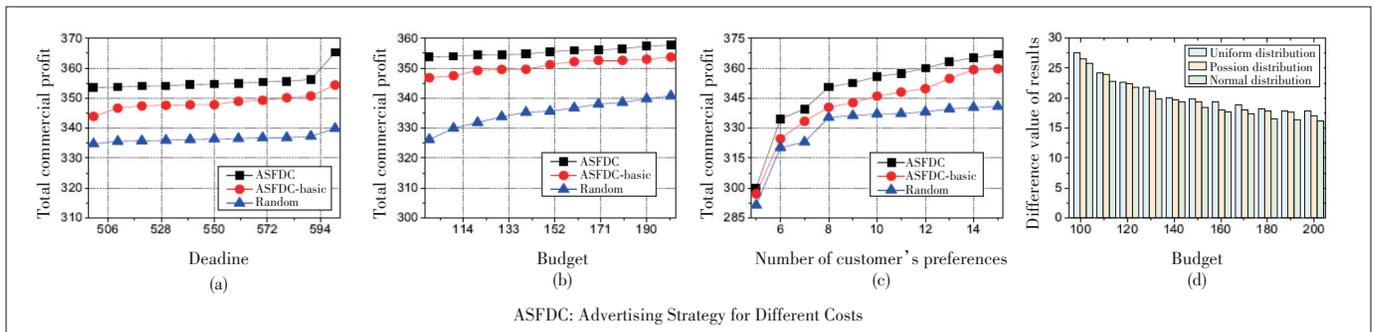 Total commercial profit
370
360
350
340
330
320
310
506 528 550 572 594
ASFDC
ASFDC-basic
Random
Deadine
(a)
Total commercial profit
360
350
340
330
320
310
300
114 133 152 171 190
ASFDC
ASFDC-basic
Random
Budget
(b)
Total commercial profit
375
360
345
330
315
300
285
6 8 10 12 14
ASFDC
ASFDC-basic
Random
Number of customer’s preferences
(c)
Difference value of results
30
25
20
15
10
5
0
100 120 140 160 180 200
Uniform distribution
Possion distribution
Normal distribution
Budget
(d)
ASFDC: Advertising Strategy for Different Costs